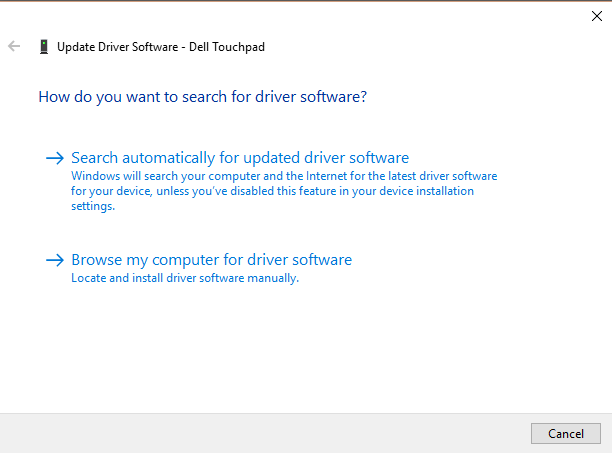 Update Driver Software - Dell Touchpad
How do you want to search for driver software?
Search automatically for updated driver software
Windows will search your computer and the Internet for the latest driver software
for your device, unless you've disabled this feature in your device installation
settings.
Browse my computer for driver software
Locate and install driver software manually.
Cancel